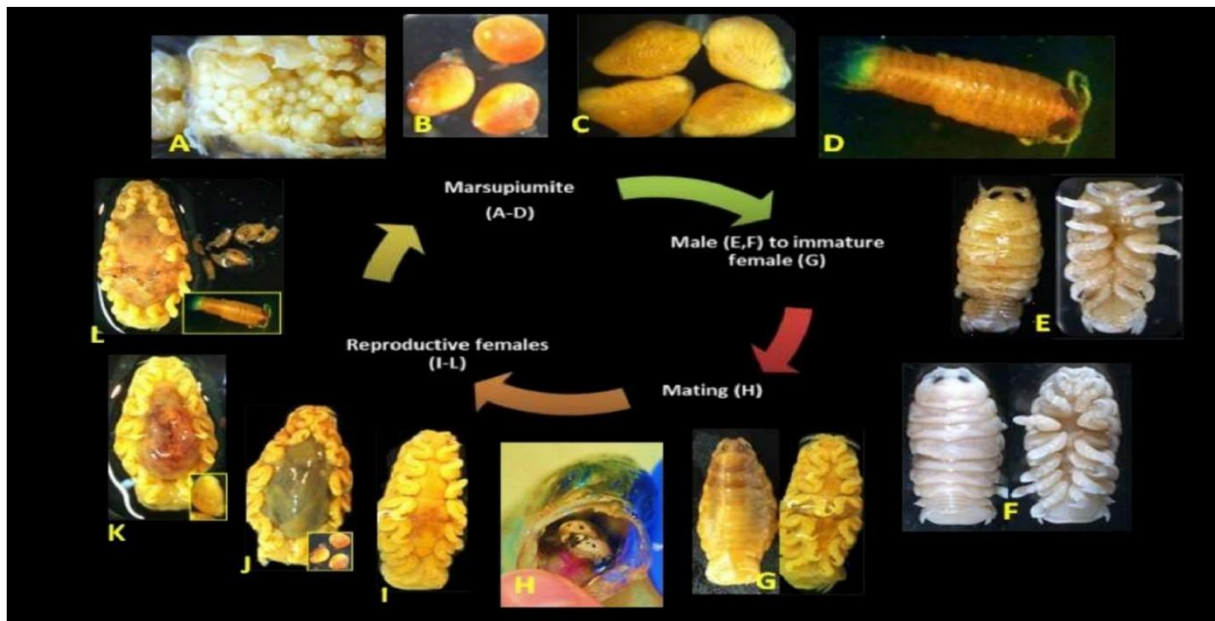 A
B
C
D
Marsupiumite
(A-D)
Male (E,F) to immature
female (G)
E
L
Reproductive females
(I-L)
Mating (H)
K
J
I
H
G
F